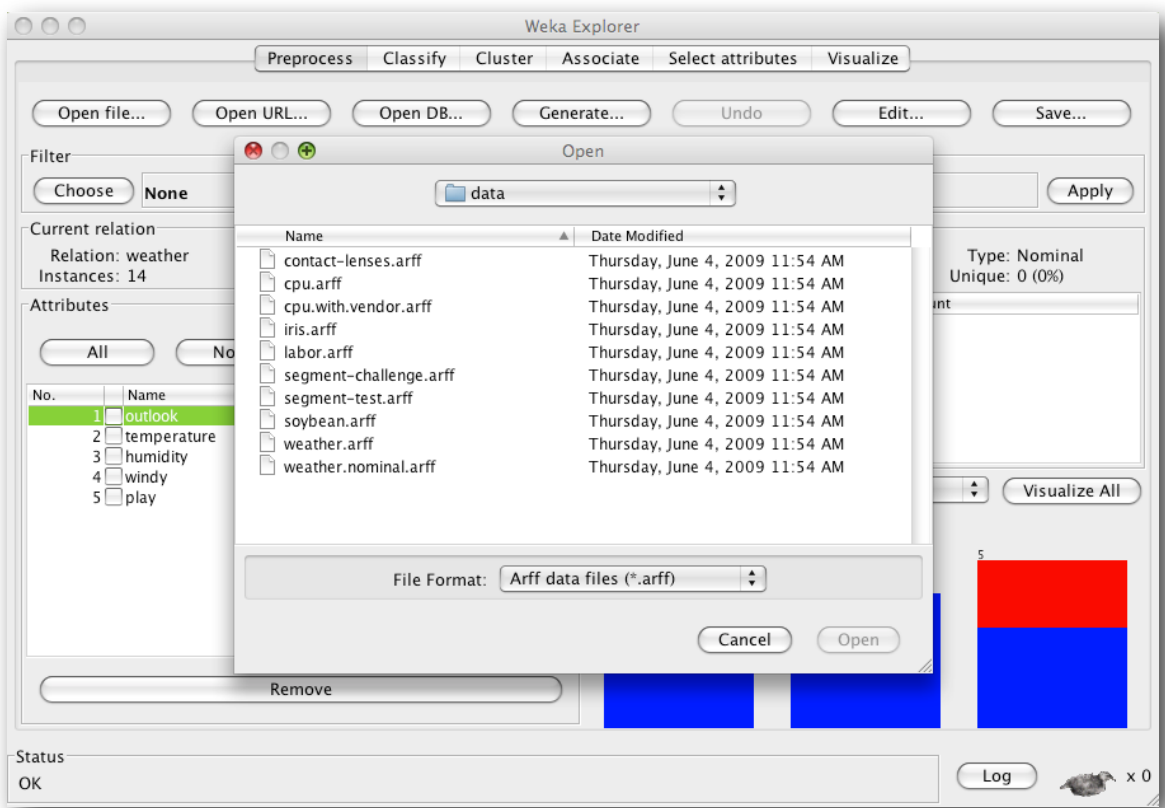 Weka Explorer
Preprocess Classify Cluster Associate Select attributes Visualize
Open file... Open URL... Open DB... Generate... Undo Edit... Save...
Filter
Choose None
Apply
Current relation
Relation: weather
Instances: 14
Attributes
All
No.
Name
1 outlook
2 temperature
3 humidity
4 windy
5 play
Remove
Open
data
Name Date Modified
contact-lenses.arff Thursday, June 4, 2009 11:54 AM
cpu.arff Thursday, June 4, 2009 11:54 AM
cpu.with.vendor.arff Thursday, June 4, 2009 11:54 AM
iris.arff Thursday, June 4, 2009 11:54 AM
labor.arff Thursday, June 4, 2009 11:54 AM
segment-challenge.arff Thursday, June 4, 2009 11:54 AM
segment-test.arff Thursday, June 4, 2009 11:54 AM
soybean.arff Thursday, June 4, 2009 11:54 AM
weather.arff Thursday, June 4, 2009 11:54 AM
weather.nominal.arff Thursday, June 4, 2009 11:54 AM
File Format: Arff data files (*.arff)
Cancel Open
Type: Nominal
Unique: 0 (0%)
Visualize All
5
Status
OK
Log
x 0